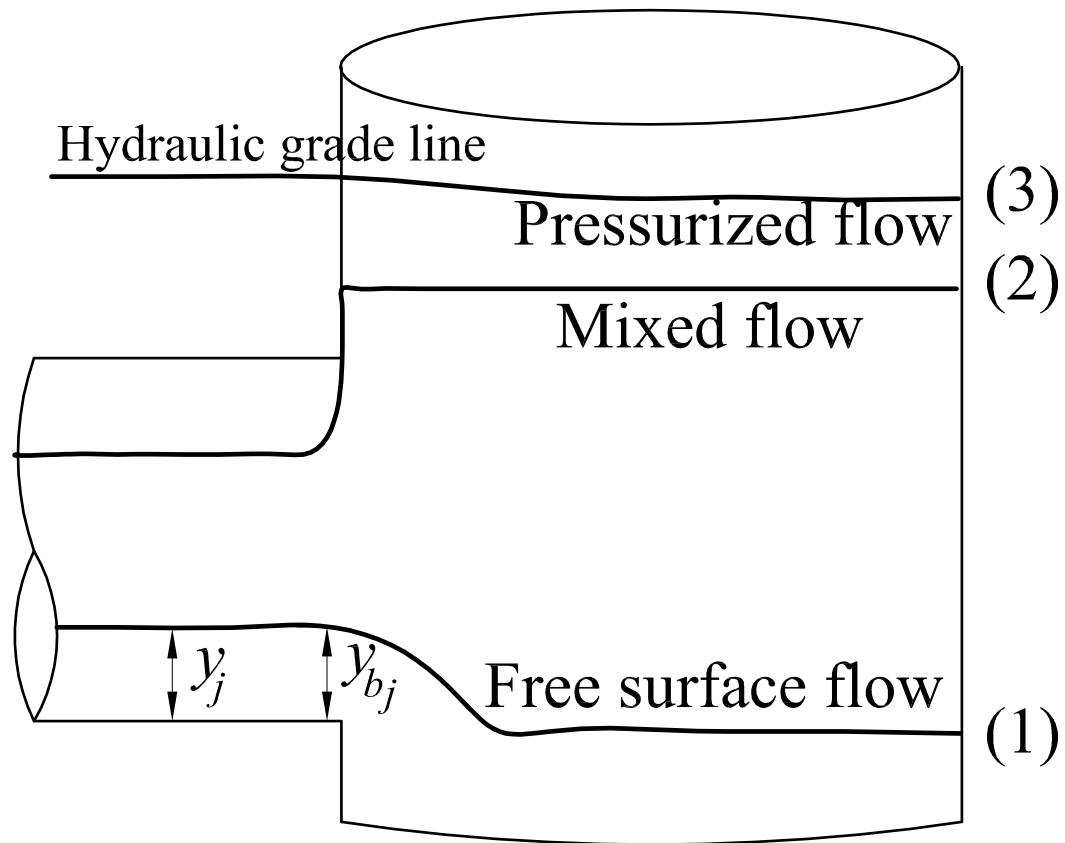 Hydraulic grade line
(3)
Pressurized flow
(2)
Mixed flow
y_j
y_{b_j}
Free surface flow
(1)